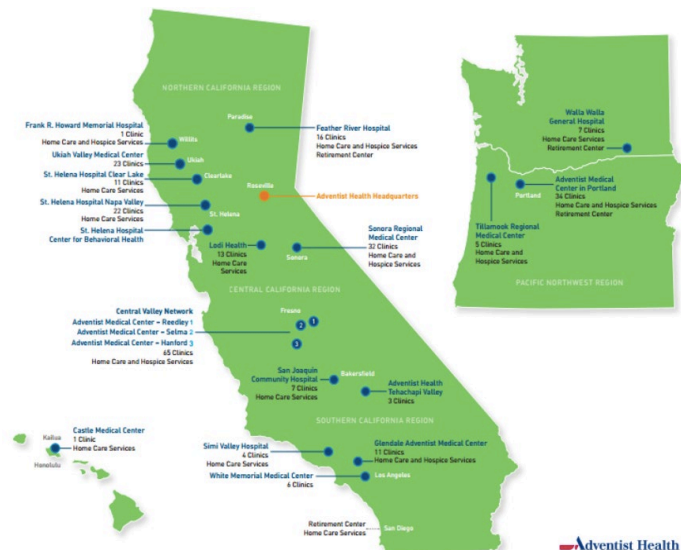 NORTHERN CALIFORNIA REGION
Frank R. Howard Memorial Hospital
1 Clinic
Home Care and Hospice Services
Willits
Ukiah Valley Medical Center
23 Clinics
Ukiah
St. Helena Hospital Clear Lake
11 Clinics
Home Care Services
Clearlake
St. Helena Hospital Napa Valley
22 Clinics
Home Care Services
St. Helena
St. Helena Hospital
Center for Behavioral Health
Paradise
Feather River Hospital
16 Clinics
Home Care and Hospice Services
Retirement Center
Roseville
Adventist Health Headquarters
Lodi Health
13 Clinics
Home Care
Services
Sonora
Sonora Regional
Medical Center
32 Clinics
Home Care and
Hospice Services
CENTRAL CALIFORNIA REGION
Central Valley Network
Adventist Medical Center – Reedley 1
Adventist Medical Center – Selma 2
Adventist Medical Center – Hanford 3
65 Clinics
Home Care and Hospice Services
Fresno
1
2
3
San Joaquin
Community Hospital
7 Clinics
Home Care Services
Bakersfield
Adventist Health
Tehachapi Valley
3 Clinics
SOUTHERN CALIFORNIA REGION
Simi Valley Hospital
4 Clinics
Home Care Services
Glendale Adventist Medical Center
11 Clinics
Home Care and Hospice Services
White Memorial Medical Center
6 Clinics
Los Angeles
Retirement Center
Home Care Services
San Diego
Castle Medical Center
1 Clinic
Home Care Services
Kailua
Honolulu
Walla Walla
General Hospital
7 Clinics
Home Care Services
Retirement Center
Portland
Adventist Medical
Center in Portland
34 Clinics
Home Care and Hospice Services
Retirement Center
Tillamook Regional
Medical Center
5 Clinics
Home Care and
Hospice Services
PACIFIC NORTHWEST REGION
Adventist Health